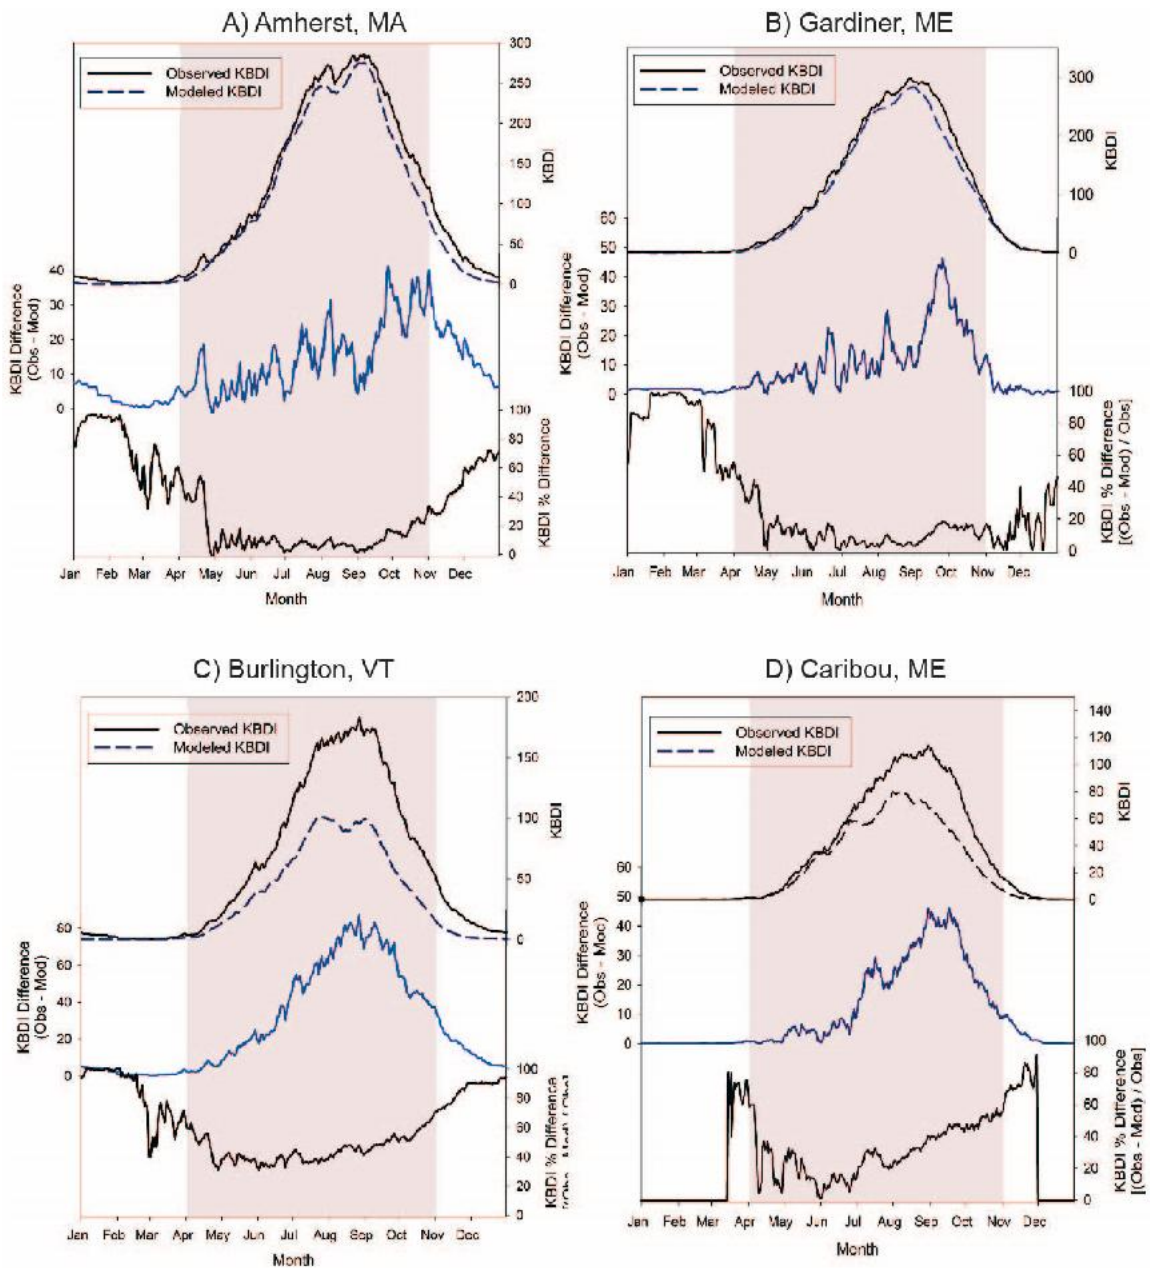 A) Amherst, MA
Observed KBDI
Modeled KBDI
300
250
200
150
100
50
0
KBDI
40
30
20
10
0
KBDI Difference
(Obs - Mod)
100
80
60
40
20
0
KBDI % Difference
Jan Feb Mar Apr May Jun Jul Aug Sep Oct Nov Dec
Month
B) Gardiner, ME
Observed KBDI
Modeled KBDI
300
200
100
0
KBDI
60
50
40
30
20
10
0
KBDI Difference
(Obs - Mod)
100
80
60
40
20
0
KBDI % Difference
[(Obs - Mod) / Obs]
Jan Feb Mar Apr May Jun Jul Aug Sep Oct Nov Dec
Month
C) Burlington, VT
Observed KBDI
Modeled KBDI
200
150
100
50
0
KBDI
60
60
40
20
0
KBDI Difference
(Obs - Mod)
100
80
60
40
20
0
KBDI % Difference
Jan Feb Mar Apr May Jun Jul Aug Sep Oct Nov Dec
Month
D) Caribou, ME
Observed KBDI
Modeled KBDI
140
120
100
80
60
40
20
0
KBDI
60
50
40
30
20
10
0
KBDI Difference
(Obs - Mod)
100
80
60
40
20
0
KBDI % Difference
[(Obs - Mod) / Obs]
Jan Feb Mar Apr May Jun Jul Aug Sep Oct Nov Dec
Month